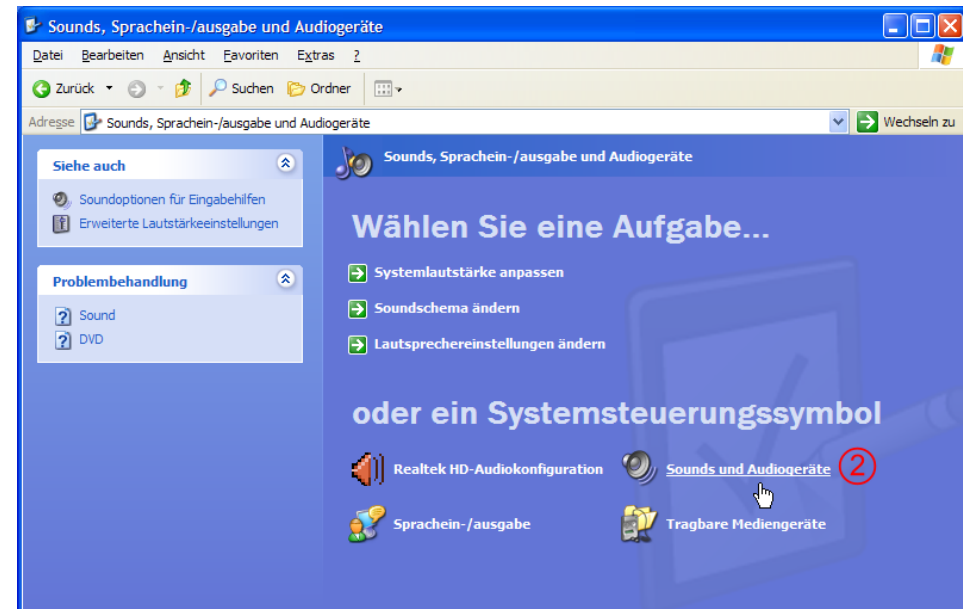 Sounds, Sprachein-/ausgabe und Audiogeräte
Datei Bearbeiten Ansicht Favoriten Extras ?
Zurück Suchen Ordner
Adresse Sounds, Sprachein-/ausgabe und Audiogeräte Wechseln zu
Siehe auch
Soundoptionen für Eingabehilfen
Erweiterte Lautstärkeeinstellungen
Problembehandlung
Sound
DVD
Sounds, Sprachein-/ausgabe und Audiogeräte
Wählen Sie eine Aufgabe...
Systemlautstärke anpassen
Soundschema ändern
Lautsprechereinstellungen ändern
oder ein Systemsteuerungssymbol
Realtek HD-Audiokonfiguration Sounds und Audiogeräte 2
Sprachein-/ausgabe Tragbare Mediengeräte